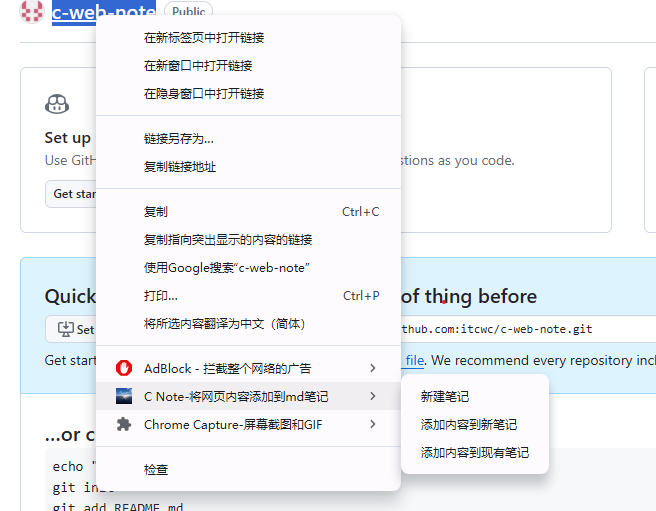 c-web-note Public
在新标签页中打开链接
在新窗口中打开链接
在隐身窗口中打开链接
链接另存为...
复制链接地址
复制 Ctrl+C
复制指向突出显示的内容的链接
使用Google搜索“c-web-note”
打印... Ctrl+P
将所选内容翻译为中文（简体）
AdBlock - 拦截整个网络的广告
C Note-将网页内容添加到md笔记
Chrome Capture-屏幕截图和GIF
检查
新建笔记
添加内容到新笔记
添加内容到现有笔记
Set up
Use GitH stions as you code.
Get star
Quick of thing before
Set thub.com:itcwc/c-web-note.git
Get starte file. We recommend every repository incl
...or c
echo "
git init
git add README.md